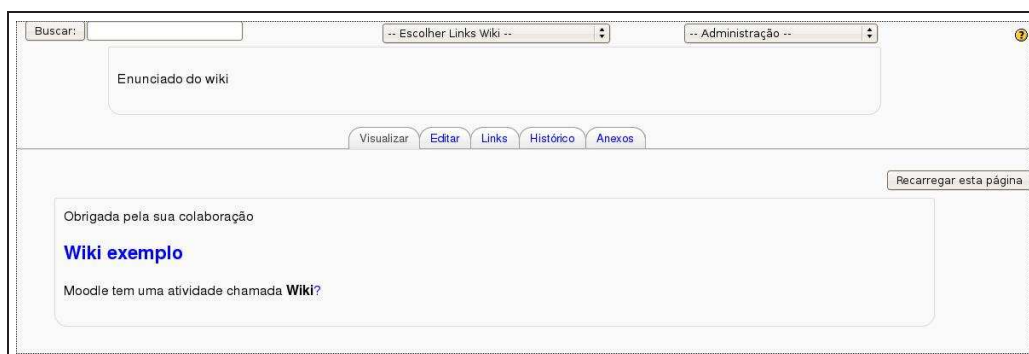 Buscar: -- Escolher Links Wiki -- -- Administração -- ?
Enunciado do wiki
Visualizar Editar Links Histórico Anexos
Recarregar esta página
Obrigada pela sua colaboração
Wiki exemplo
Moodle tem uma atividade chamada Wiki?